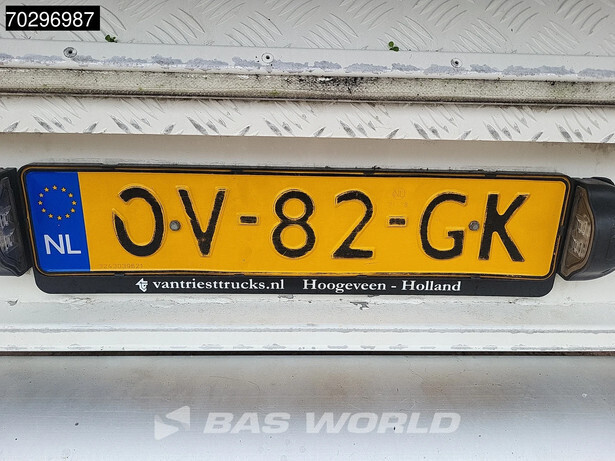 70296987
NL OV-82-GK
vantriesttrucks.nl Hoogeveen - Holland
BAS WORLD